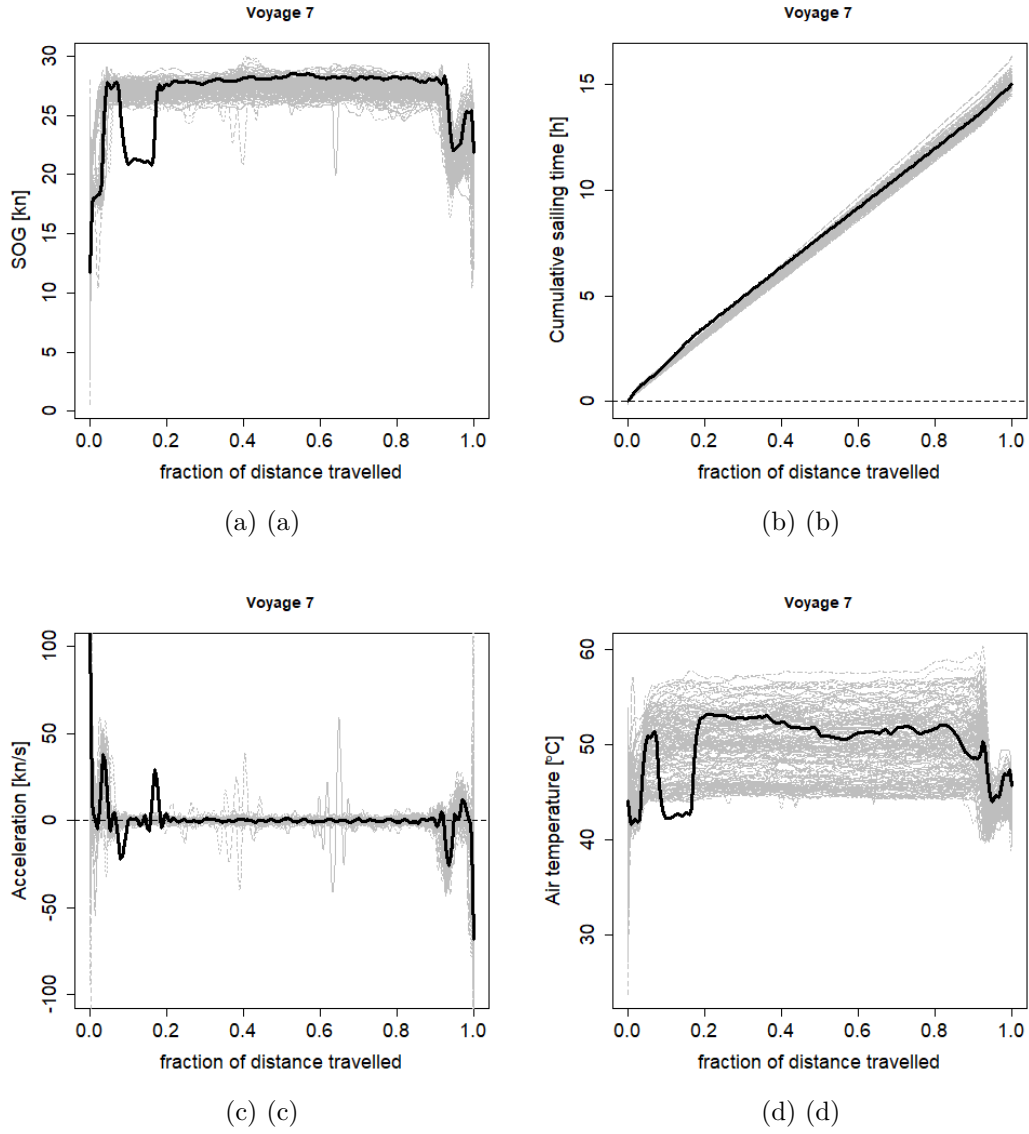 Voyage 7
SOG [kn]
0
5
10
15
20
25
30
0.0 0.2 0.4 0.6 0.8 1.0
fraction of distance travelled
(a) (a)
Voyage 7
Cumulative sailing time [h]
0
5
10
15
0.0 0.2 0.4 0.6 0.8 1.0
fraction of distance travelled
(b) (b)
Voyage 7
Acceleration [kn/s]
-100
-50
0
50
100
0.0 0.2 0.4 0.6 0.8 1.0
fraction of distance travelled
(c) (c)
Voyage 7
Air temperature [°C]
30
40
50
60
0.0 0.2 0.4 0.6 0.8 1.0
fraction of distance travelled
(d) (d)